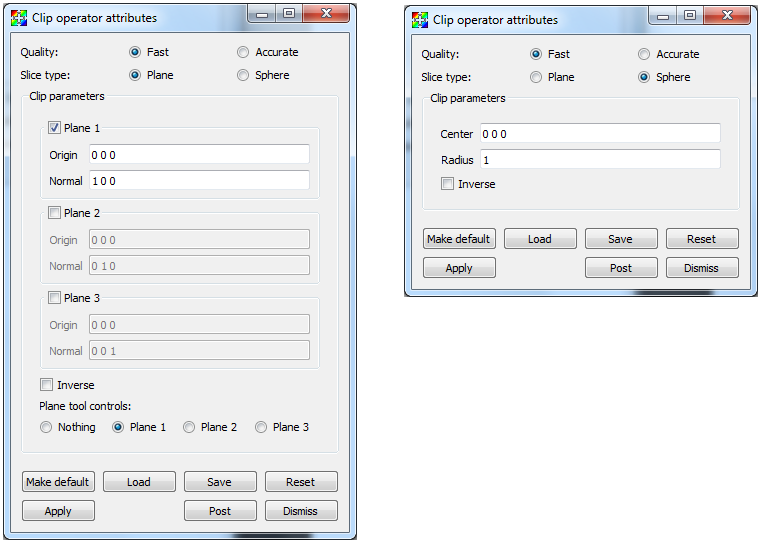 Clip operator attributes
Quality: Fast Accurate
Slice type: Plane Sphere
Clip parameters
Plane 1
Origin 0 0 0
Normal 1 0 0
Plane 2
Origin 0 0 0
Normal 0 1 0
Plane 3
Origin 0 0 0
Normal 0 0 1
Inverse
Plane tool controls:
Nothing Plane 1 Plane 2 Plane 3
Make default Load Save Reset
Apply Post Dismiss
Clip operator attributes
Quality: Fast Accurate
Slice type: Plane Sphere
Clip parameters
Center 0 0 0
Radius 1
Inverse
Make default Load Save Reset
Apply Post Dismiss